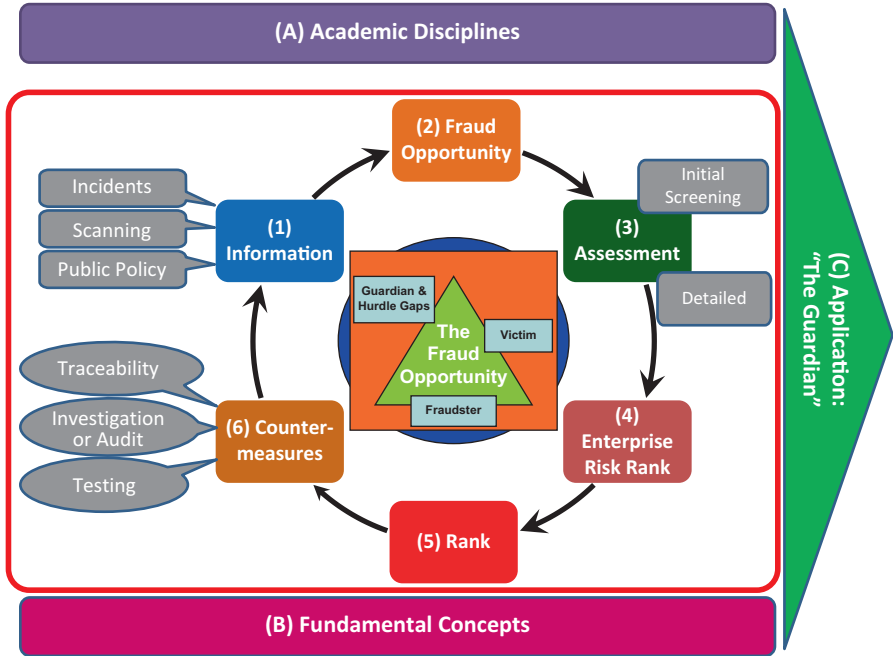 (A) Academic Disciplines
(2) Fraud
Opportunity
Incidents
Scanning
Public Policy
(1)
Information
Initial
Screening
(3)
Assessment
Detailed
Guardian &
Hurdle Gaps
The
Fraud
Opportunity
Victim
Fraudster
Traceability
Investigation
or Audit
Testing
(6) Counter-
measures
(4)
Enterprise
Risk Rank
(5) Rank
(B) Fundamental Concepts
(C) Application:
“The Guardian”